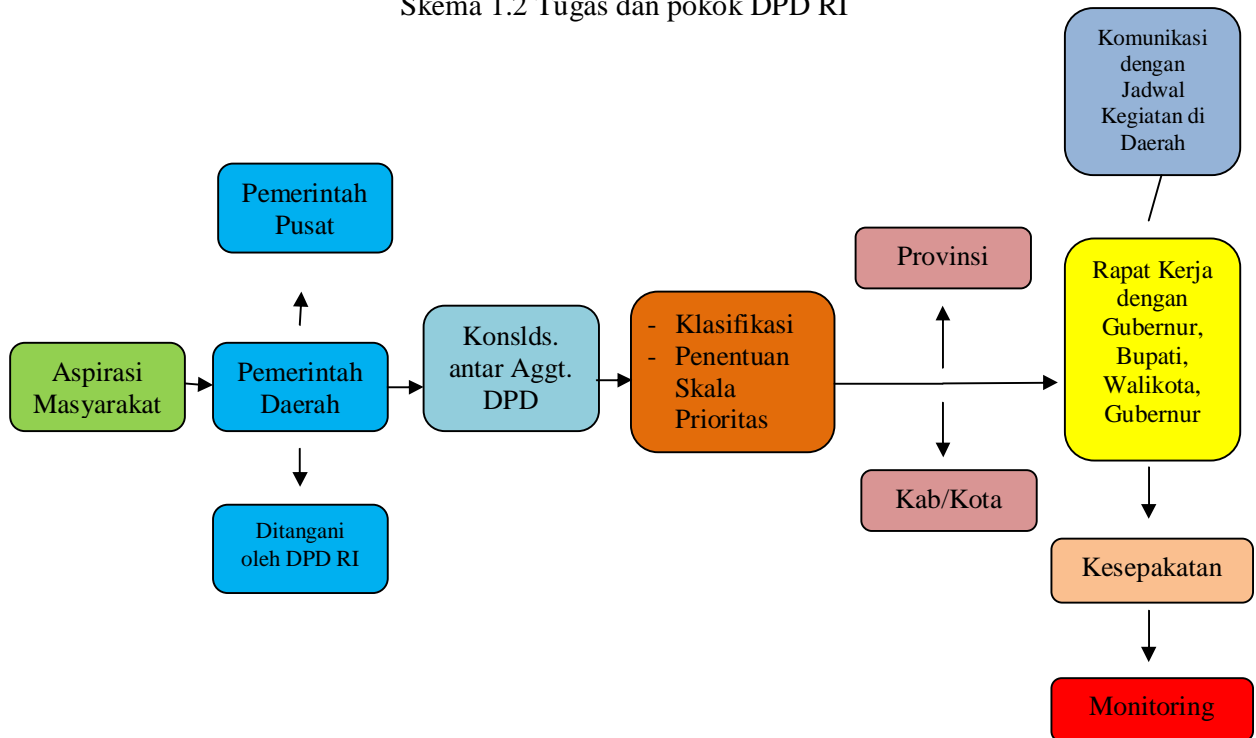 Skema 1.2 Tugas dan pokok DPD RI
Komunikasi
dengan
Jadwal
Kegiatan di
Daerah
Pemerintah
Pusat
Provinsi
Rapat Kerja
dengan
Gubernur,
Bupati,
Walikota,
Gubernur
Aspirasi
Masyarakat
Pemerintah
Daerah
Konslds.
antar Aggt.
DPD
- Klasifikasi
- Penentuan
Skala
Prioritas
Kab/Kota
Ditangani
oleh DPD RI
Kesepakatan
Monitoring